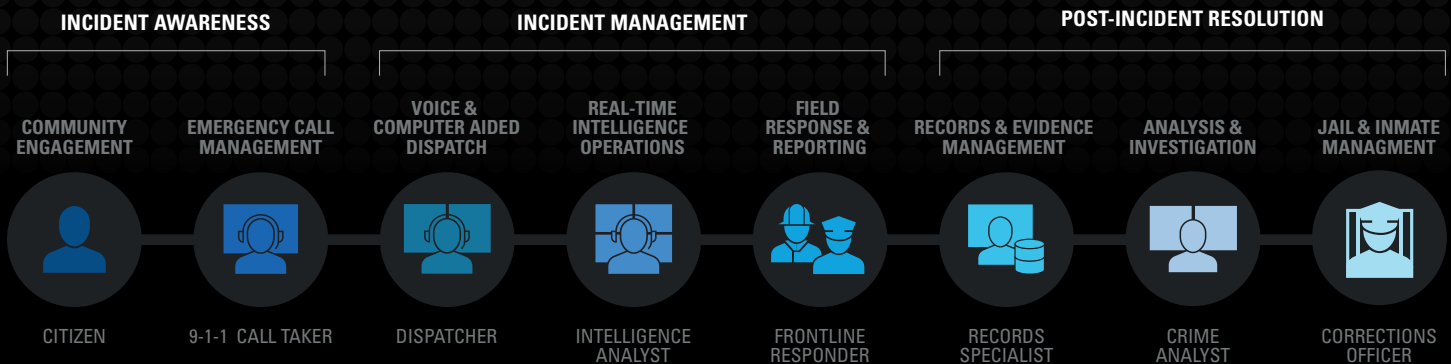 INCIDENT AWARENESS
INCIDENT MANAGEMENT
POST-INCIDENT RESOLUTION
COMMUNITY
ENGAGEMENT
EMERGENCY CALL
MANAGEMENT
VOICE &
COMPUTER AIDED
DISPATCH
REAL-TIME
INTELLIGENCE
OPERATIONS
FIELD
RESPONSE &
REPORTING
RECORDS & EVIDENCE
MANAGEMENT
ANALYSIS &
INVESTIGATION
JAIL & INMATE
MANAGMENT
CITIZEN
9-1-1 CALL TAKER
DISPATCHER
INTELLIGENCE
ANALYST
FRONTLINE
RESPONDER
RECORDS
SPECIALIST
CRIME
ANALYST
CORRECTIONS
OFFICER